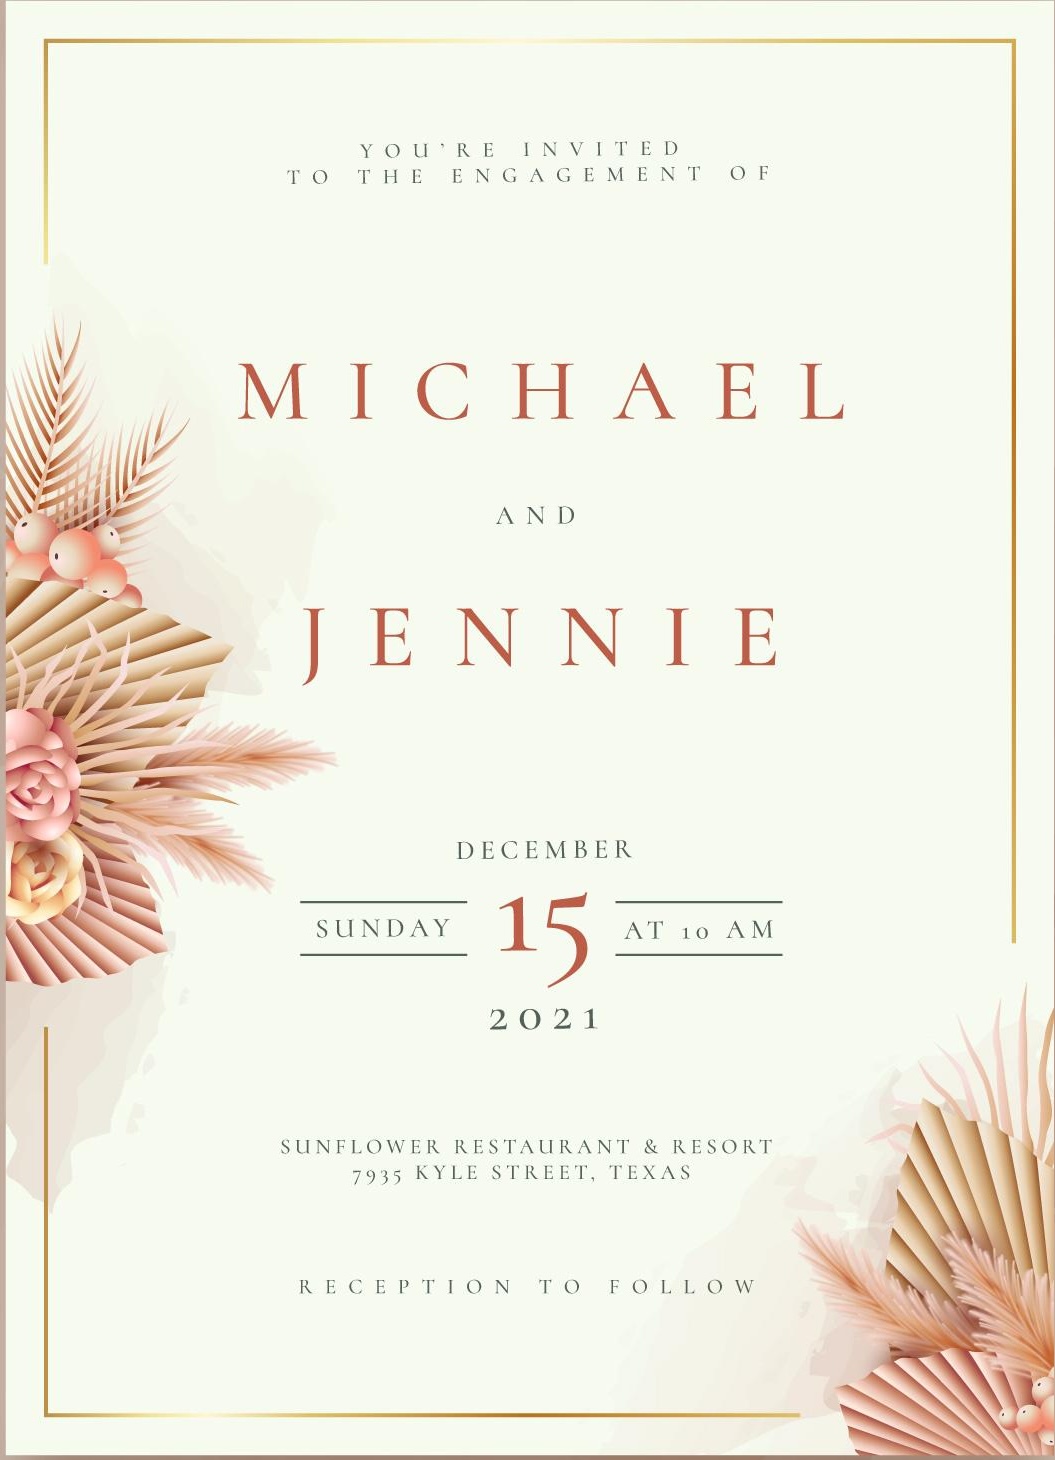 YOU'RE INVITED
TO THE ENGAGEMENT OF
MICHAEL
AND
JENNIE
DECEMBER
SUNDAY 15 AT 10 AM
2021
SUNFLOWER RESTAURANT & RESORT
7935 KYLE STREET, TEXAS
RECEPTION TO FOLLOW